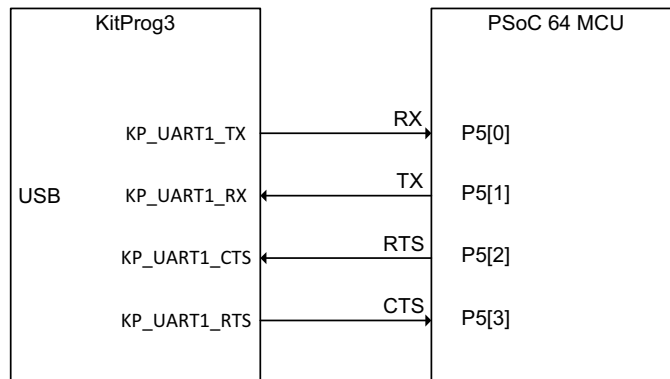 KitProg3
PSoC 64 MCU
KP_UART1_TX
RX
P5[0]
USB
KP_UART1_RX
TX
P5[1]
KP_UART1_CTS
RTS
P5[2]
KP_UART1_RTS
CTS
P5[3]